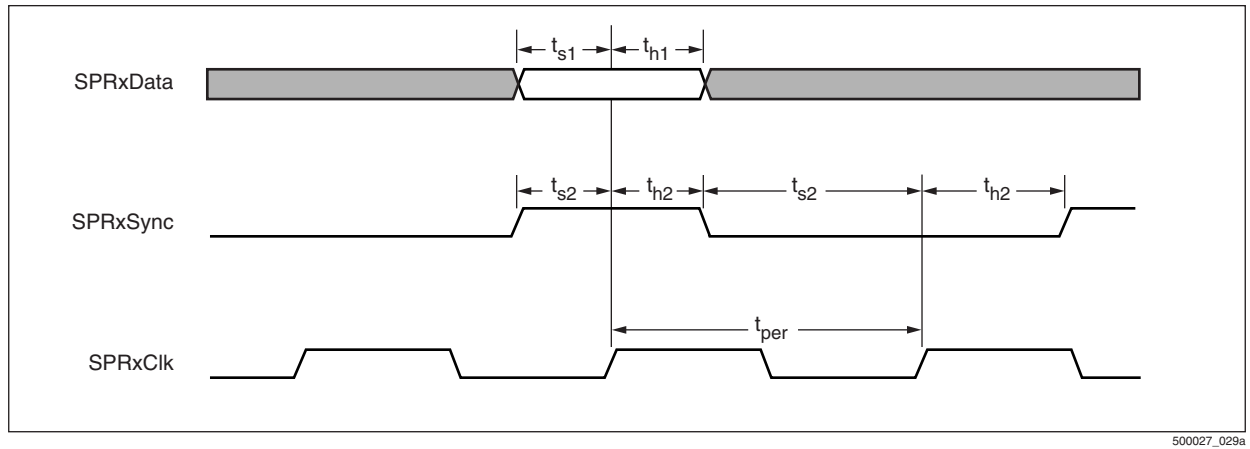 ts1 th1
SPRxData
ts2 th2 ts2 th2
SPRxSync
tper
SPRxClk
500027_029a